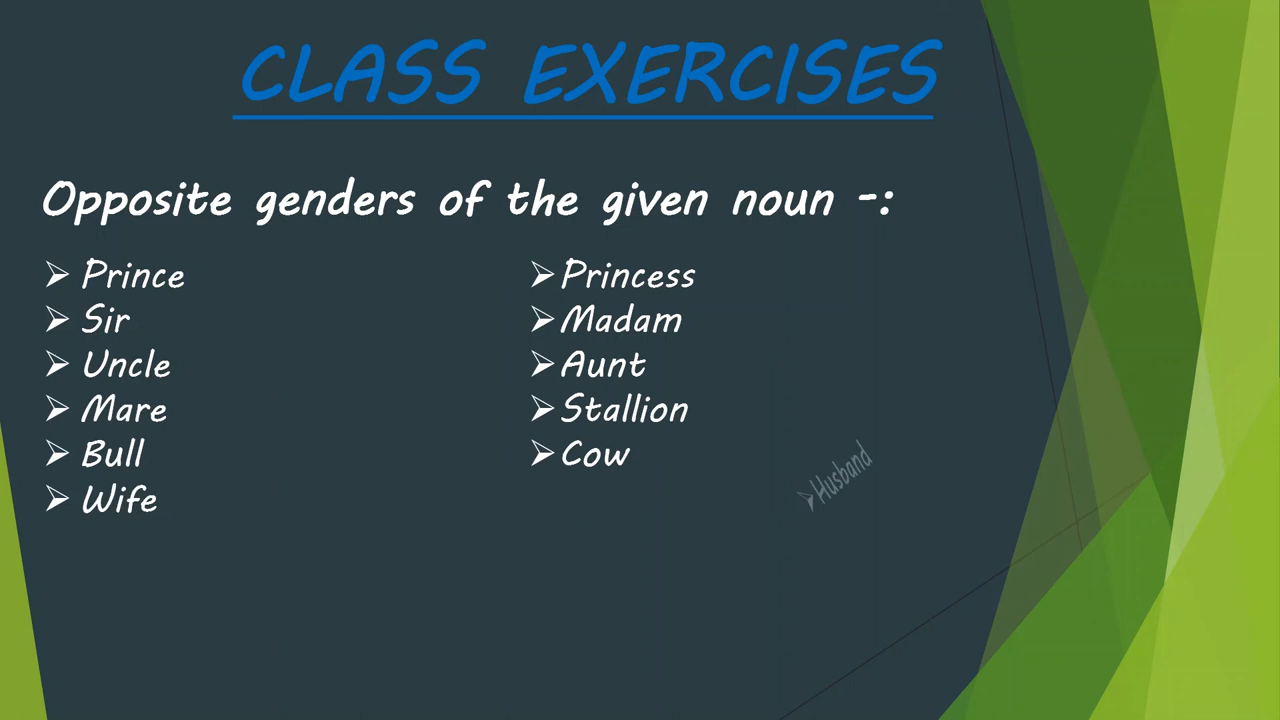 CLASS EXERCISES
Opposite genders of the given noun -:
Prince
Sir
Uncle
Mare
Bull
Wife
Princess
Madam
Aunt
Stallion
Cow
Husband